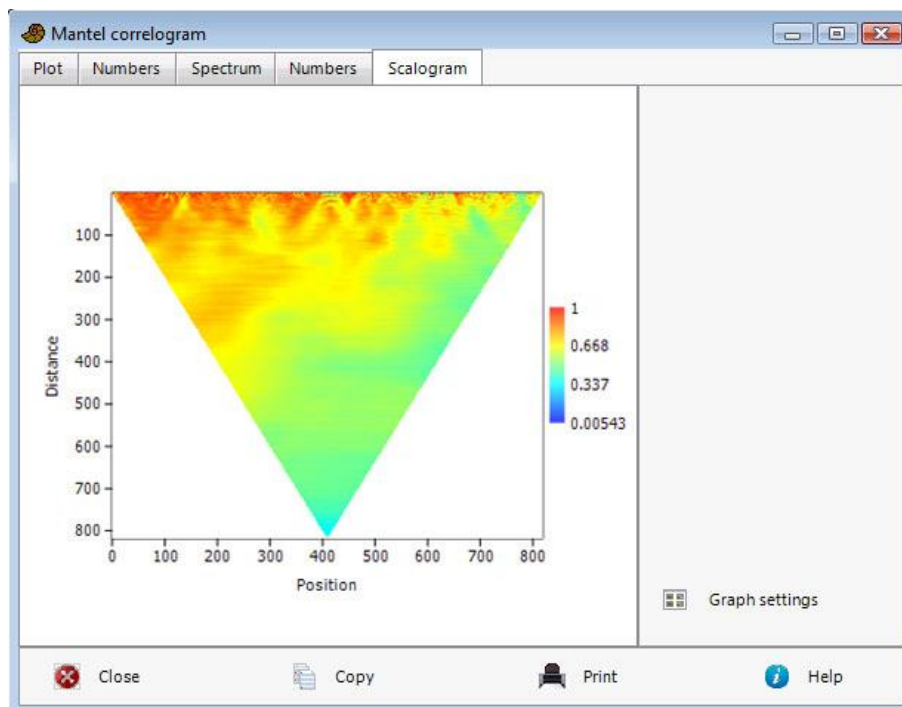 Mantel correlogram
Plot Numbers Spectrum Numbers Scalogram
100
200
300
400
500
600
700
800
Distance
0 100 200 300 400 500 600 700 800
Position
1
0.668
0.337
0.00543
Graph settings
Close Copy Print Help